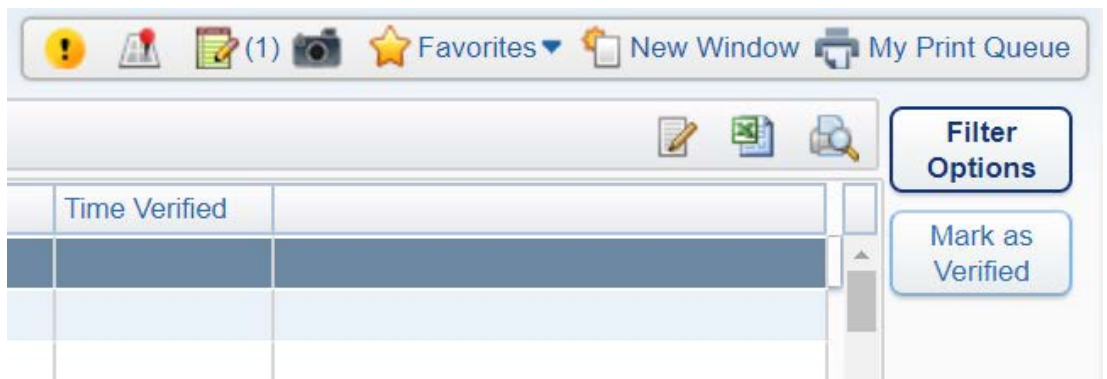 (1) Favorites New Window My Print Queue
Filter
Options
Time Verified
Mark as
Verified